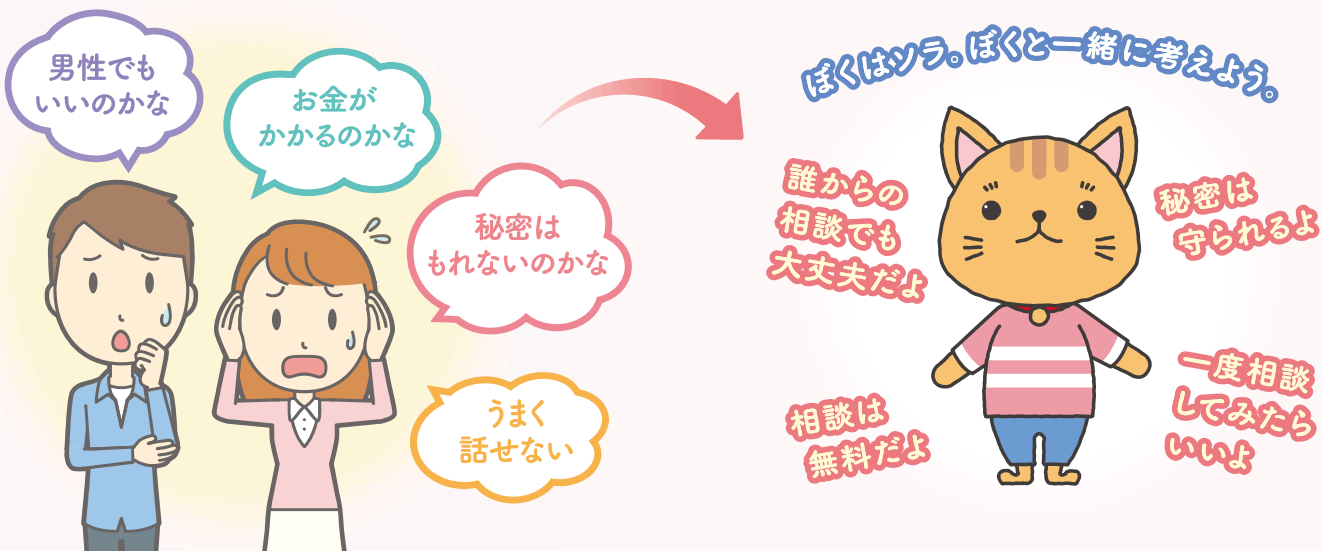 男性でも
いいのかな
お金が
かかるのかな
秘密は
もれないのかな
うまく
話せない
ぼくはソラ。ぼくと一緒に考えよう。
誰からの
相談でも
大丈夫だよ
秘密は
守られるよ
相談は
無料だよ
一度相談
してみたら
いいよ